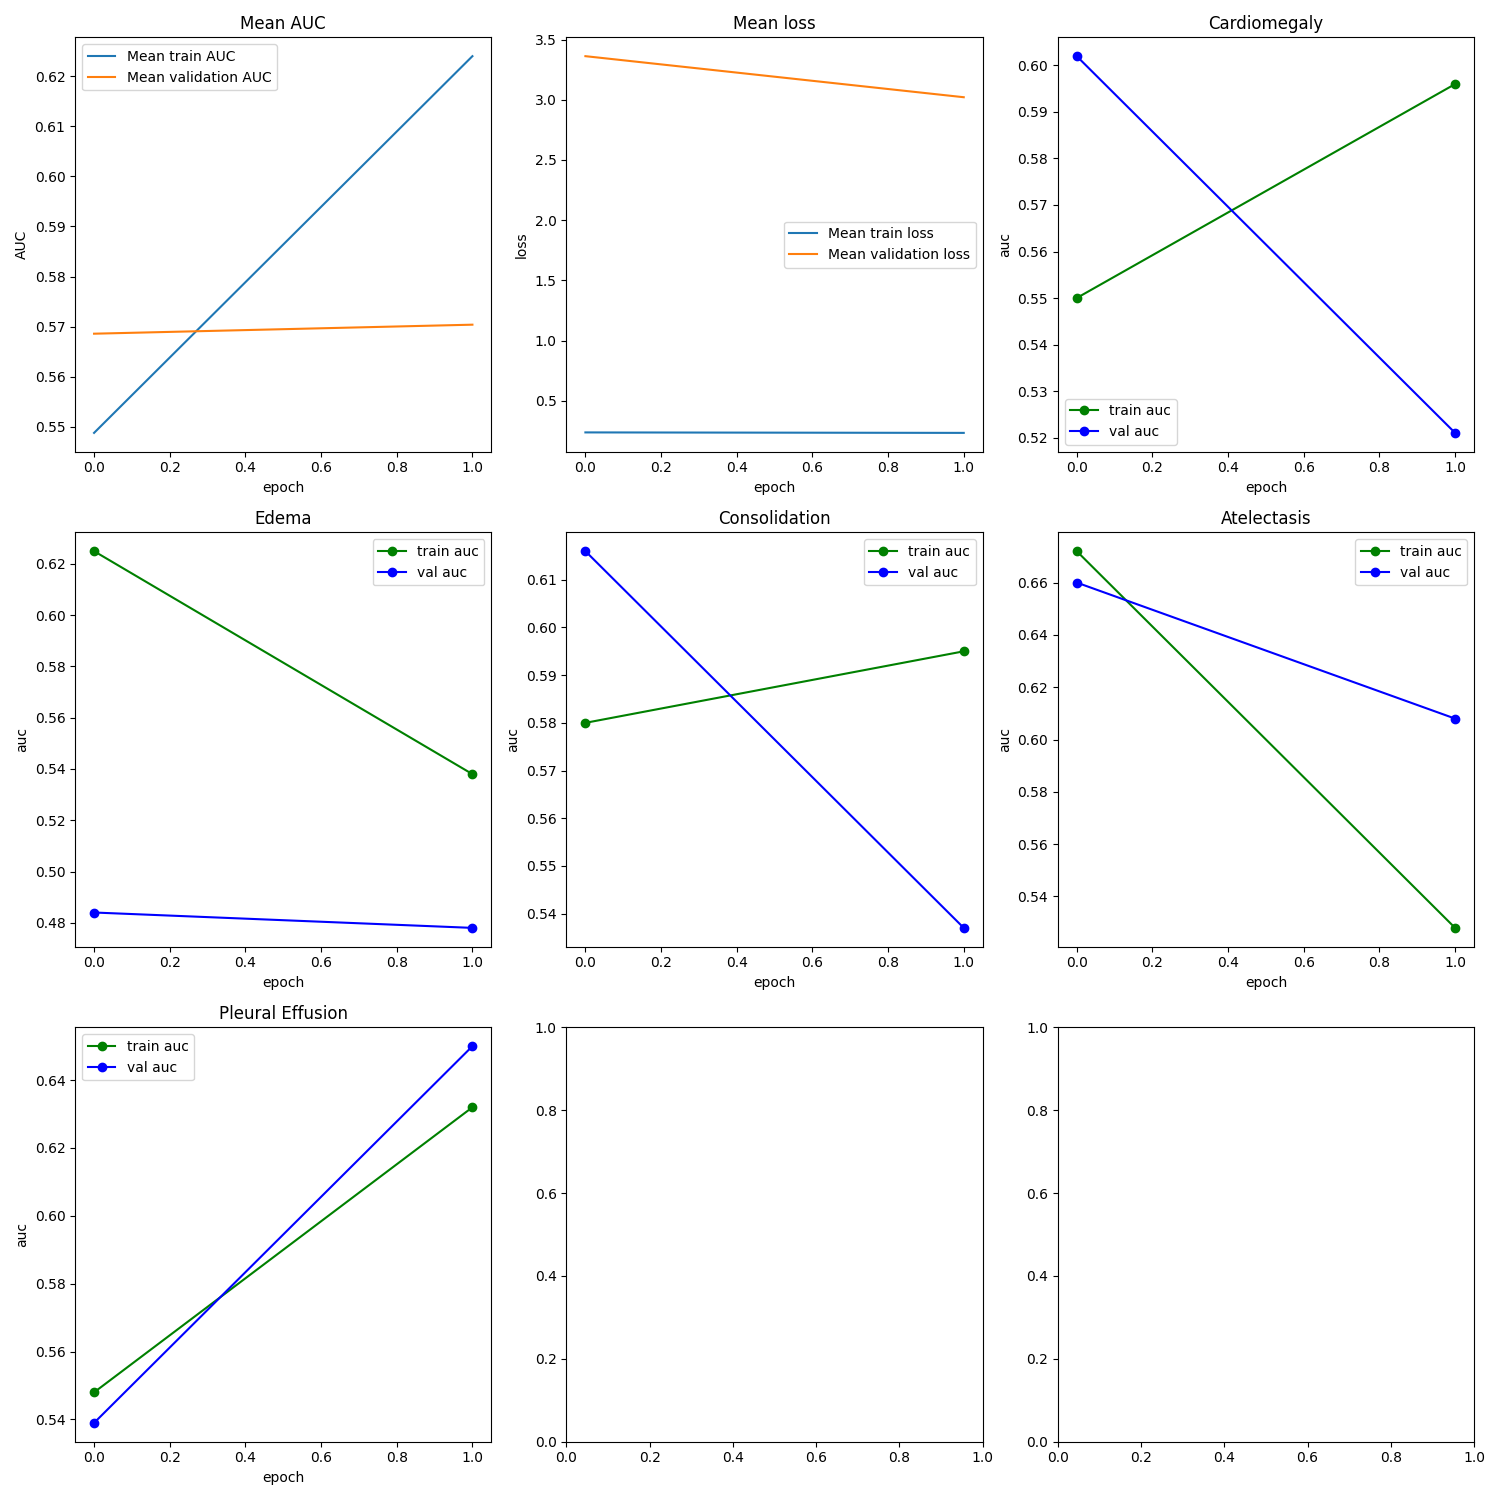 Mean AUC
Mean train AUC
Mean validation AUC
0.62
0.61
0.60
0.59
0.58
0.57
0.56
0.55
AUC
0.0 0.2 0.4 0.6 0.8 1.0
epoch
Mean loss
3.5
3.0
2.5
2.0
1.5
1.0
0.5
loss
Mean train loss
Mean validation loss
0.0 0.2 0.4 0.6 0.8 1.0
epoch
Cardiomegaly
0.60
0.59
0.58
0.57
0.56
0.55
0.54
0.53
0.52
auc
train auc
val auc
0.0 0.2 0.4 0.6 0.8 1.0
epoch
Edema
train auc
val auc
0.62
0.60
0.58
0.56
0.54
0.52
0.50
0.48
auc
0.0 0.2 0.4 0.6 0.8 1.0
epoch
Consolidation
train auc
val auc
0.61
0.60
0.59
0.58
0.57
0.56
0.55
0.54
auc
0.0 0.2 0.4 0.6 0.8 1.0
epoch
Atelectasis
train auc
val auc
0.66
0.64
0.62
0.60
0.58
0.56
0.54
auc
0.0 0.2 0.4 0.6 0.8 1.0
epoch
Pleural Effusion
train auc
val auc
0.64
0.62
0.60
0.58
0.56
0.54
auc
0.0 0.2 0.4 0.6 0.8 1.0
epoch
1.0
0.8
0.6
0.4
0.2
0.0
0.0 0.2 0.4 0.6 0.8 1.0
1.0
0.8
0.6
0.4
0.2
0.0
0.0 0.2 0.4 0.6 0.8 1.0